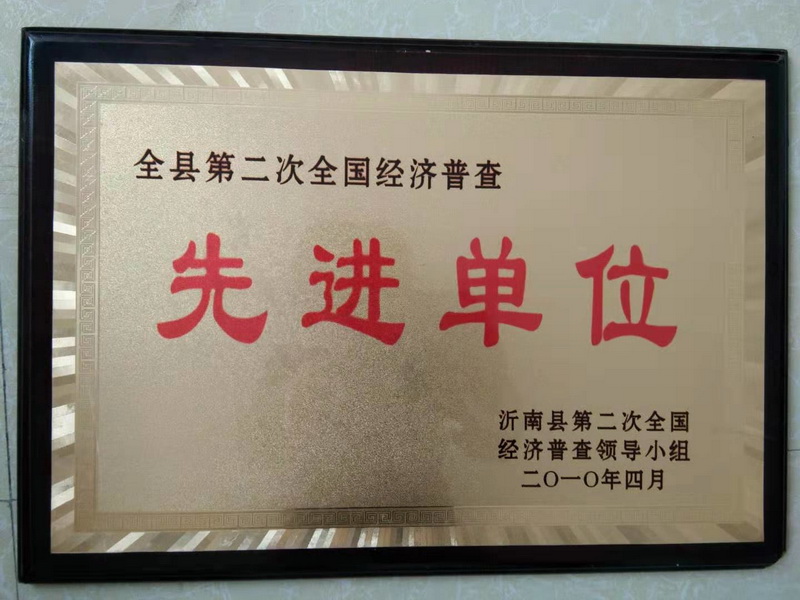 全县第二次全国经济普查
先进单位
沂南县第二次全国
经济普查领导小组
二〇一〇年四月